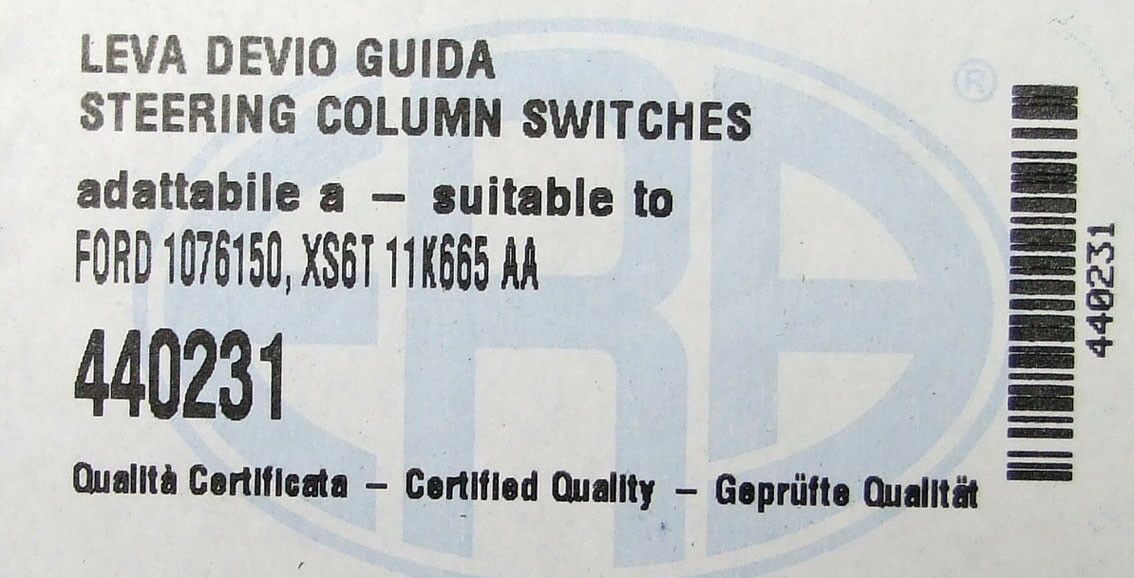 LEVA DEVIO GUIDA
STEERING COLUMN SWITCHES
adattabile a – suitable to
FORD 1076150, XS6T 11K665 AA
440231
Qualità Certificata – Certified Quality – Geprüfte Qualität
ERA
®
440231